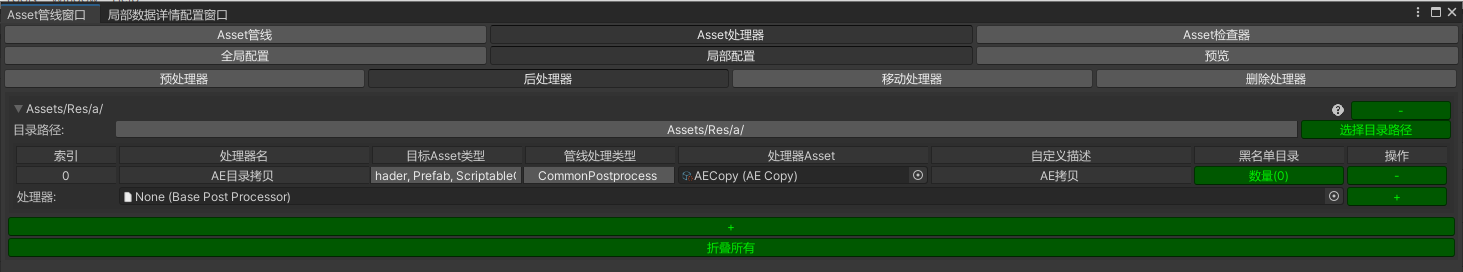 Asset管线窗口 局部数据详情配置窗口
Asset管线 Asset处理器 Asset检查器
全局配置 局部配置 预览
预处理器 后处理器 移动处理器 删除处理器
Assets/Res/a/ -
目录路径: Assets/Res/a/ 选择目录路径
索引 处理器名 目标Asset类型 管线处理类型 处理器Asset 自定义描述 黑名单目录 操作
0 AE目录拷贝 hader, Prefab, Scriptable( CommonPostprocess AECopy (AE Copy) AE拷贝 数量(0) -
处理器: None (Base Post Processor) +
+
折叠所有